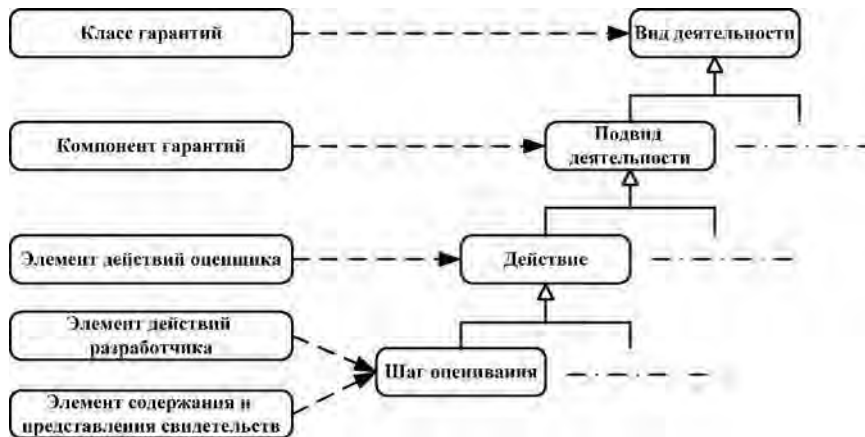 Класс гарантий
Вид деятельности
Компонент гарантий
Подвид
деятельности
Элемент действий оценщика
Действие
Элемент действий
разработчика
Шаг оценивания
Элемент содержания и
представления свидетельств